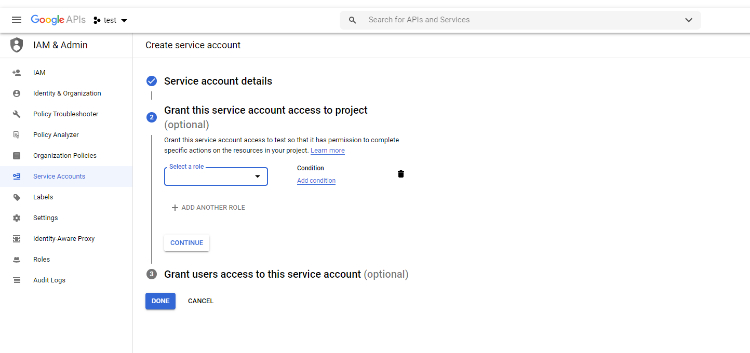 Google APIs
test
Search for APIs and Services
IAM & Admin
Create service account
IAM
Identity & Organization
Policy Troubleshooter
Policy Analyzer
Organization Policies
Service Accounts
Labels
Settings
Identity-Aware Proxy
Roles
Audit Logs
Service account details
2
Grant this service account access to project
(optional)
Grant this service account access to test so that it has permission to complete
specific actions on the resources in your project. Learn more
Select a role
Condition
Add condition
ADD ANOTHER ROLE
CONTINUE
3
Grant users access to this service account (optional)
DONE
CANCEL